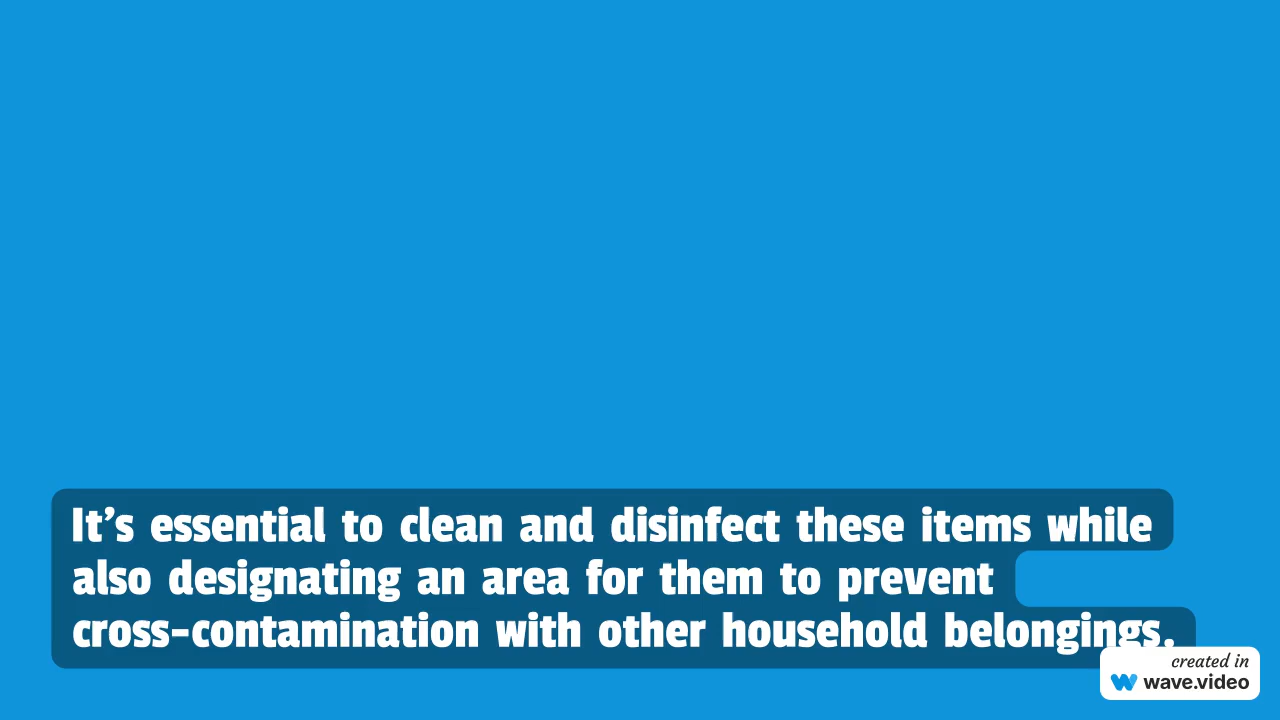 It's essential to clean and disinfect these items while
also designating an area for them to prevent
cross-contamination with other household belongings.
created in
wave.video